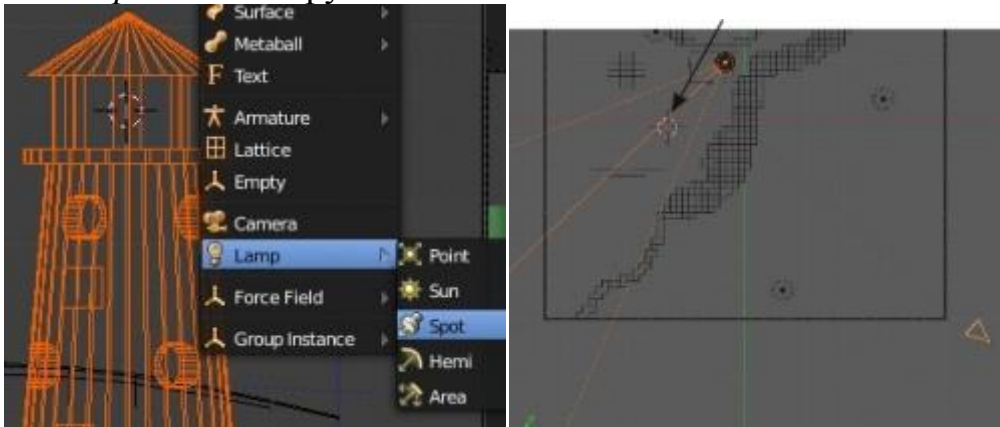 Surface
Metaball
Text
Armature
Lattice
Empty
Camera
Lamp
Force Field
Group Instance
Point
Sun
Spot
Hemi
Area